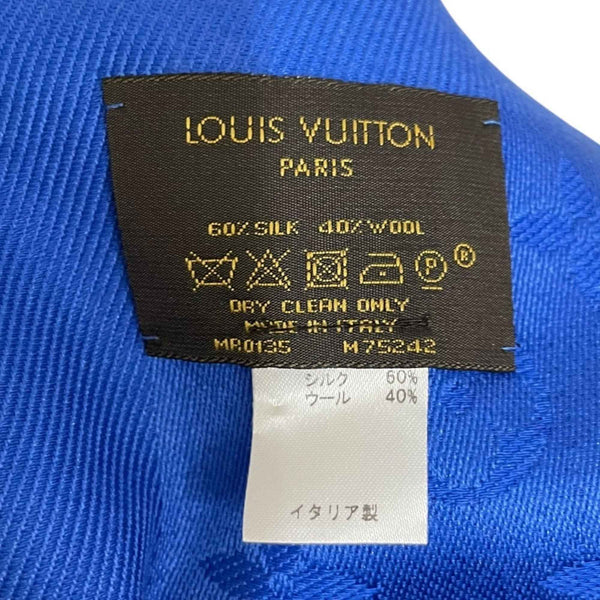 LOUIS VUITTON
PARIS
60% SILK 40% WOOL
P ®
DRY CLEAN ONLY
MADE IN ITALY
MR0135 M75242
シルク 60%
ウール 40%
イタリア製